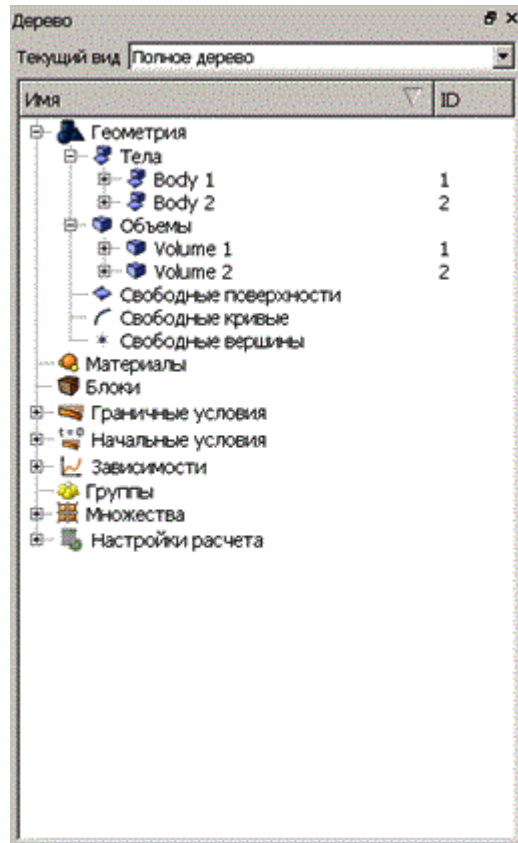 Дерево
Текущий вид Полное дерево
Имя ID
Геометрия
Тела
Body 1 1
Body 2 2
Объемы
Volume 1 1
Volume 2 2
Свободные поверхности
Свободные кривые
Свободные вершины
Материалы
Блоки
Граничные условия
t=0 Начальные условия
Зависимости
Группы
Множества
Настройки расчета